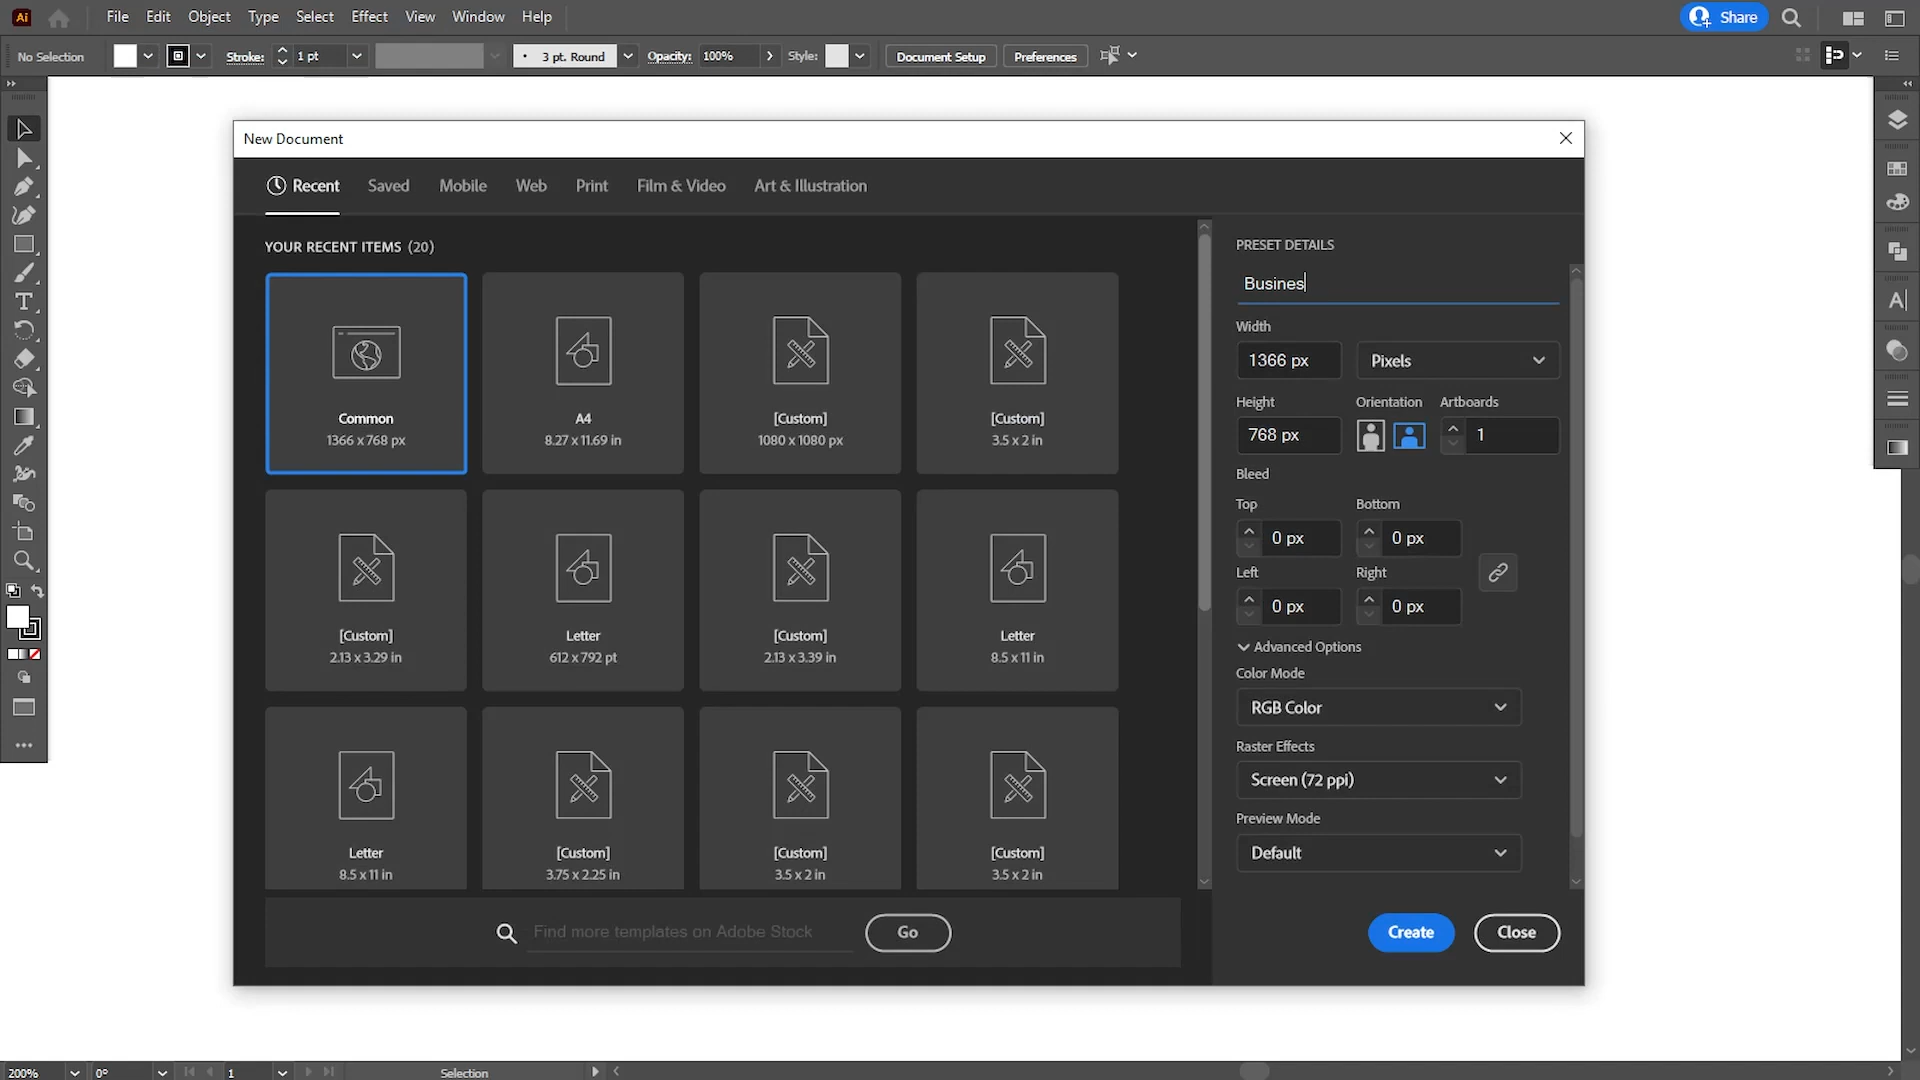 Ai File Edit Object Type Select Effect View Window Help Share
No Selection Stroke: 1 pt 3 pt. Round Opacity: 100% Style: Document Setup Preferences
New Document
Recent Saved Mobile Web Print Film & Video Art & Illustration
YOUR RECENT ITEMS (20)
Common
1366 x 768 px
A4
8.27 x 11.69 in
[Custom]
1080 x 1080 px
[Custom]
3.5 x 2 in
[Custom]
2.13 x 3.29 in
Letter
612 x 792 pt
[Custom]
2.13 x 3.39 in
Letter
8.5 x 11 in
Letter
8.5 x 11 in
[Custom]
3.75 x 2.25 in
[Custom]
3.5 x 2 in
[Custom]
3.5 x 2 in
Find more templates on Adobe Stock Go
PRESET DETAILS
Busines
Width
1366 px Pixels
Height Orientation Artboards
768 px 1
Bleed
Top Bottom
0 px 0 px
Left Right
0 px 0 px
Advanced Options
Color Mode
RGB Color
Raster Effects
Screen (72 ppi)
Preview Mode
Default
Create Close
200% 0° 1 Selection